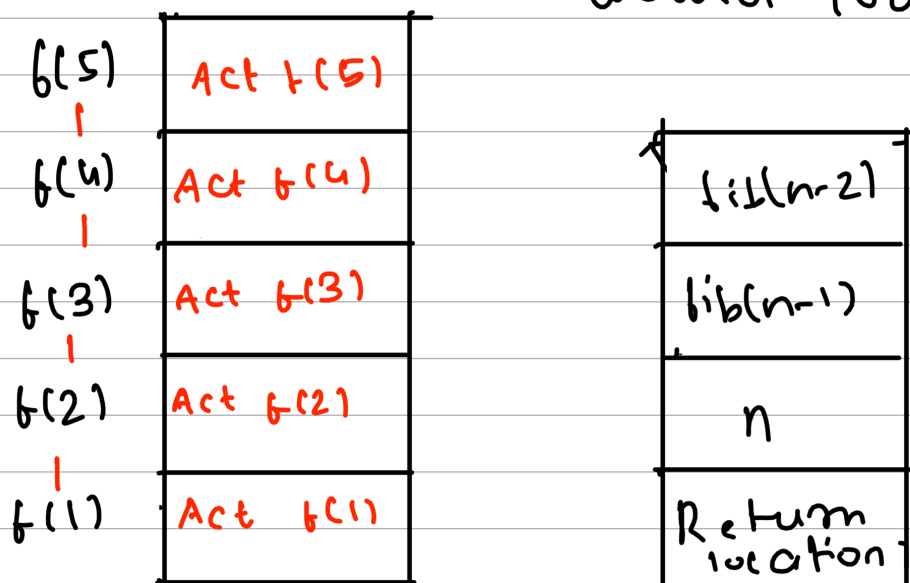 f(5)
Act f(5)
f(4)
Act f(4)
f(3)
Act f(3)
f(2)
Act f(2)
f(1)
Act f(1)
fib(n-2)
fib(n-1)
n
Return
location